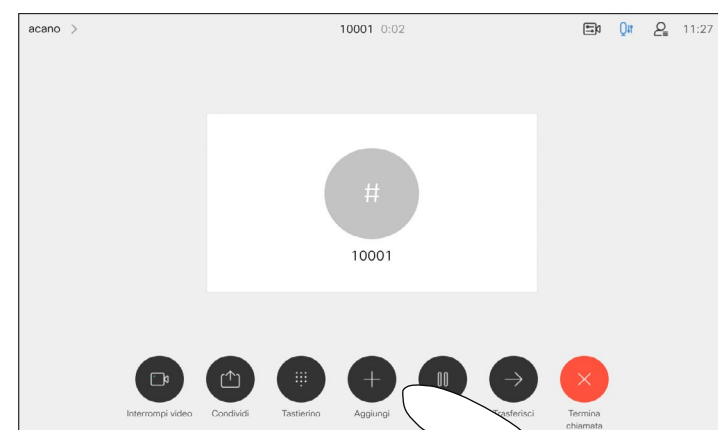 acano
10001 0:02
11:27
#
10001
Interrompi video
Condividi
Tastierino
Aggiungi
Trasferisci
Termina
chiamata